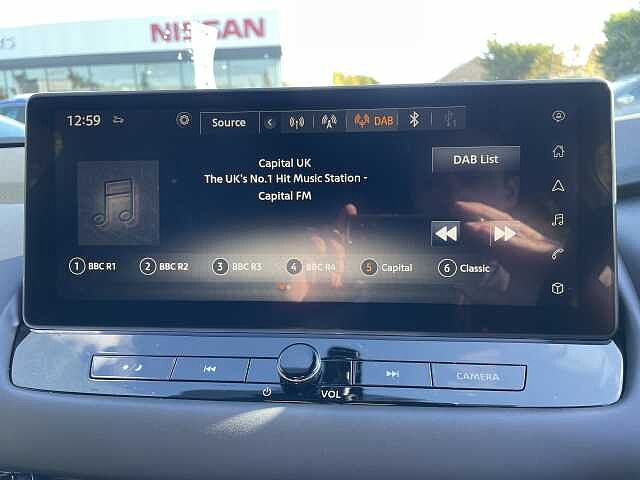 NISSAN
12:59
Source
DAB
1
DAB List
Capital UK
The UK's No.1 Hit Music Station -
Capital FM
1 BBC R1
2 BBC R2
3 BBC R3
4 BBC R4
5 Capital
6 Classic
CAMERA
VOL